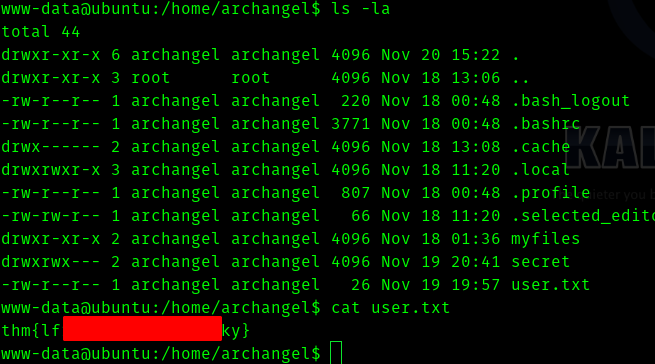 www-data@ubuntu:/home/archangel$ ls -la
total 44
drwxr-xr-x 6 archangel archangel 4096 Nov 20 15:22 .
drwxr-xr-x 3 root      root      4096 Nov 18 13:06 ..
-rw-r--r-- 1 archangel archangel  220 Nov 18 00:48 .bash_logout
-rw-r--r-- 1 archangel archangel 3771 Nov 18 00:48 .bashrc
drwx------ 2 archangel archangel 4096 Nov 18 13:08 .cache
drwxrwxr-x 3 archangel archangel 4096 Nov 18 11:20 .local
-rw-r--r-- 1 archangel archangel  807 Nov 18 00:48 .profile
-rw-rw-r-- 1 archangel archangel   66 Nov 18 11:20 .selected_edito
drwxr-xr-x 2 archangel archangel 4096 Nov 18 01:36 myfiles
drwxrwx--- 2 archangel archangel 4096 Nov 19 20:41 secret
-rw-r--r-- 1 archangel archangel   26 Nov 19 19:57 user.txt
www-data@ubuntu:/home/archangel$ cat user.txt
thm{lf ky}
www-data@ubuntu:/home/archangel$